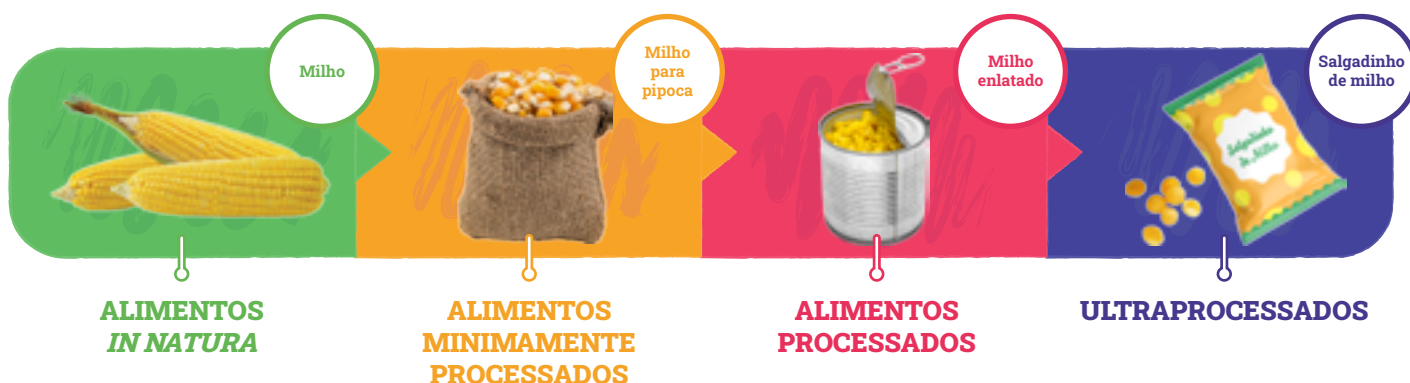 Milho
Milho
para
pipoca
Milho
enlatado
Salgadinho
de milho
Salgadinho
de Milho
ALIMENTOS
IN NATURA
ALIMENTOS
MINIMAMENTE
PROCESSADOS
ALIMENTOS
PROCESSADOS
ULTRAPROCESSADOS